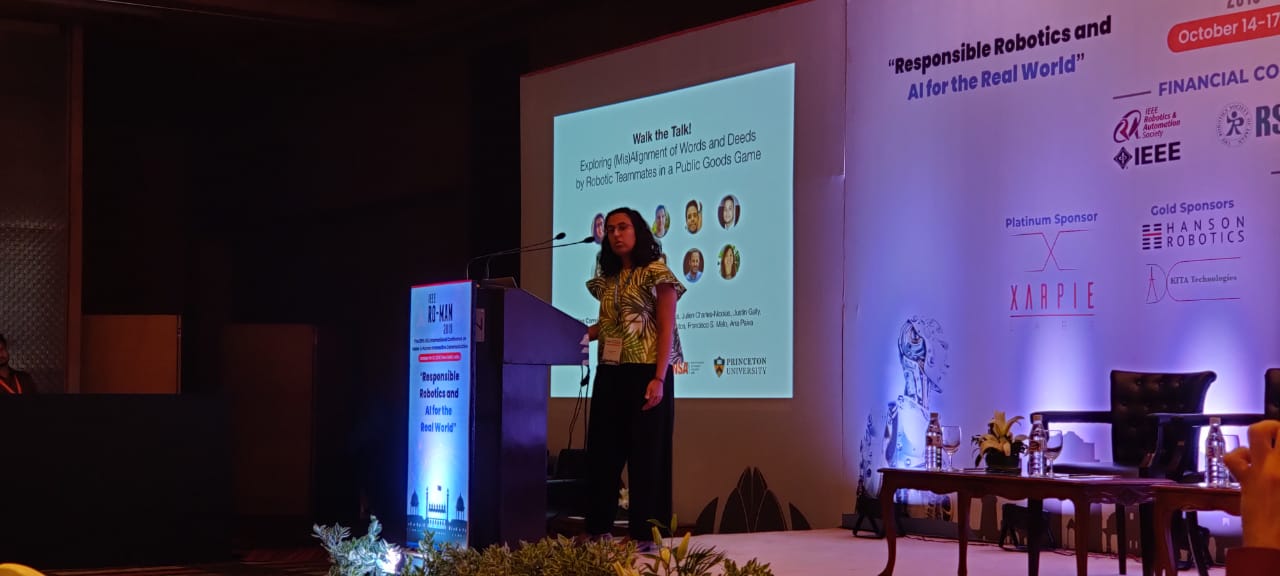 Walk the Talk!
Exploring (Mis)Alignment of Words and Deeds
by Robotic Teammates in a Public Goods Game
Julien Charles-Nicolas, Justin Gally,
Francisco S. Melo, Ana Paiva
PRINCETON
UNIVERSITY
IEEE
RO-MAN
2019
"Responsible
Robotics and
AI for the
Real World"
"Responsible Robotics and
AI for the Real World"
October 14-17
FINANCIAL CO
IEEE
Robotics &
Automation
Society
IEEE
RS
Platinum Sponsor
XARPIE
Gold Sponsors
HANSON
ROBOTICS
KITA Technologies